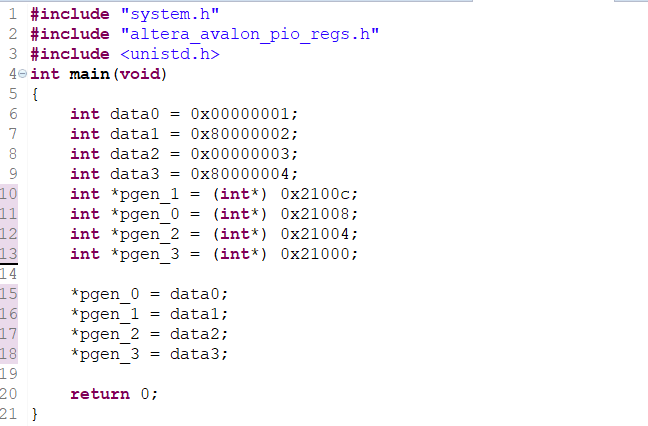 1 #include "system.h"
2 #include "altera_avalon_pio_regs.h"
3 #include <unistd.h>
4 int main(void)
5 {
6     int data0 = 0x00000001;
7     int data1 = 0x80000002;
8     int data2 = 0x00000003;
9     int data3 = 0x80000004;
10     int *pgen_1 = (int*) 0x2100c;
11     int *pgen_0 = (int*) 0x21008;
12     int *pgen_2 = (int*) 0x21004;
13     int *pgen_3 = (int*) 0x21000;
14
15     *pgen_0 = data0;
16     *pgen_1 = data1;
17     *pgen_2 = data2;
18     *pgen_3 = data3;
19
20     return 0;
21 }